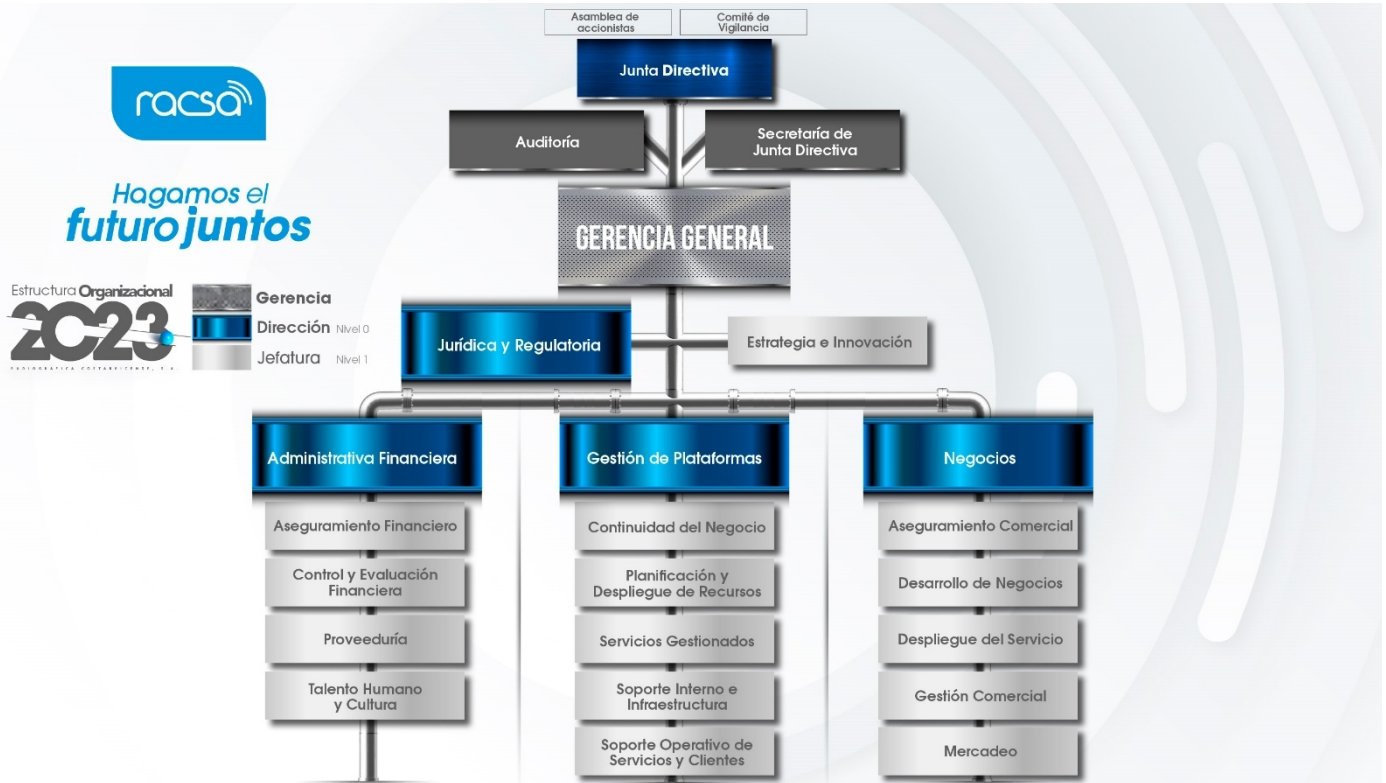 Asamblea de
accionistas
Comité de
Vigilancia
Junta Directiva
racsa
Auditoría
Secretaría de
Junta Directiva
Hagamos el
futuro juntos
GERENCIA GENERAL
Estructura Organizacional
2023
RADIOGRÁFICA COSTARRICENSE, S.A.
Gerencia
Dirección Nivel 0
Jefatura Nivel 1
Jurídica y Regulatoria
Estrategia e Innovación
Administrativa Financiera
Gestión de Plataformas
Negocios
Aseguramiento Financiero
Control y Evaluación
Financiera
Proveeduría
Talento Humano
y Cultura
Continuidad del Negocio
Planificación y
Despliegue de Recursos
Servicios Gestionados
Soporte Interno e
Infraestructura
Soporte Operativo de
Servicios y Clientes
Aseguramiento Comercial
Desarrollo de Negocios
Despliegue del Servicio
Gestión Comercial
Mercadeo